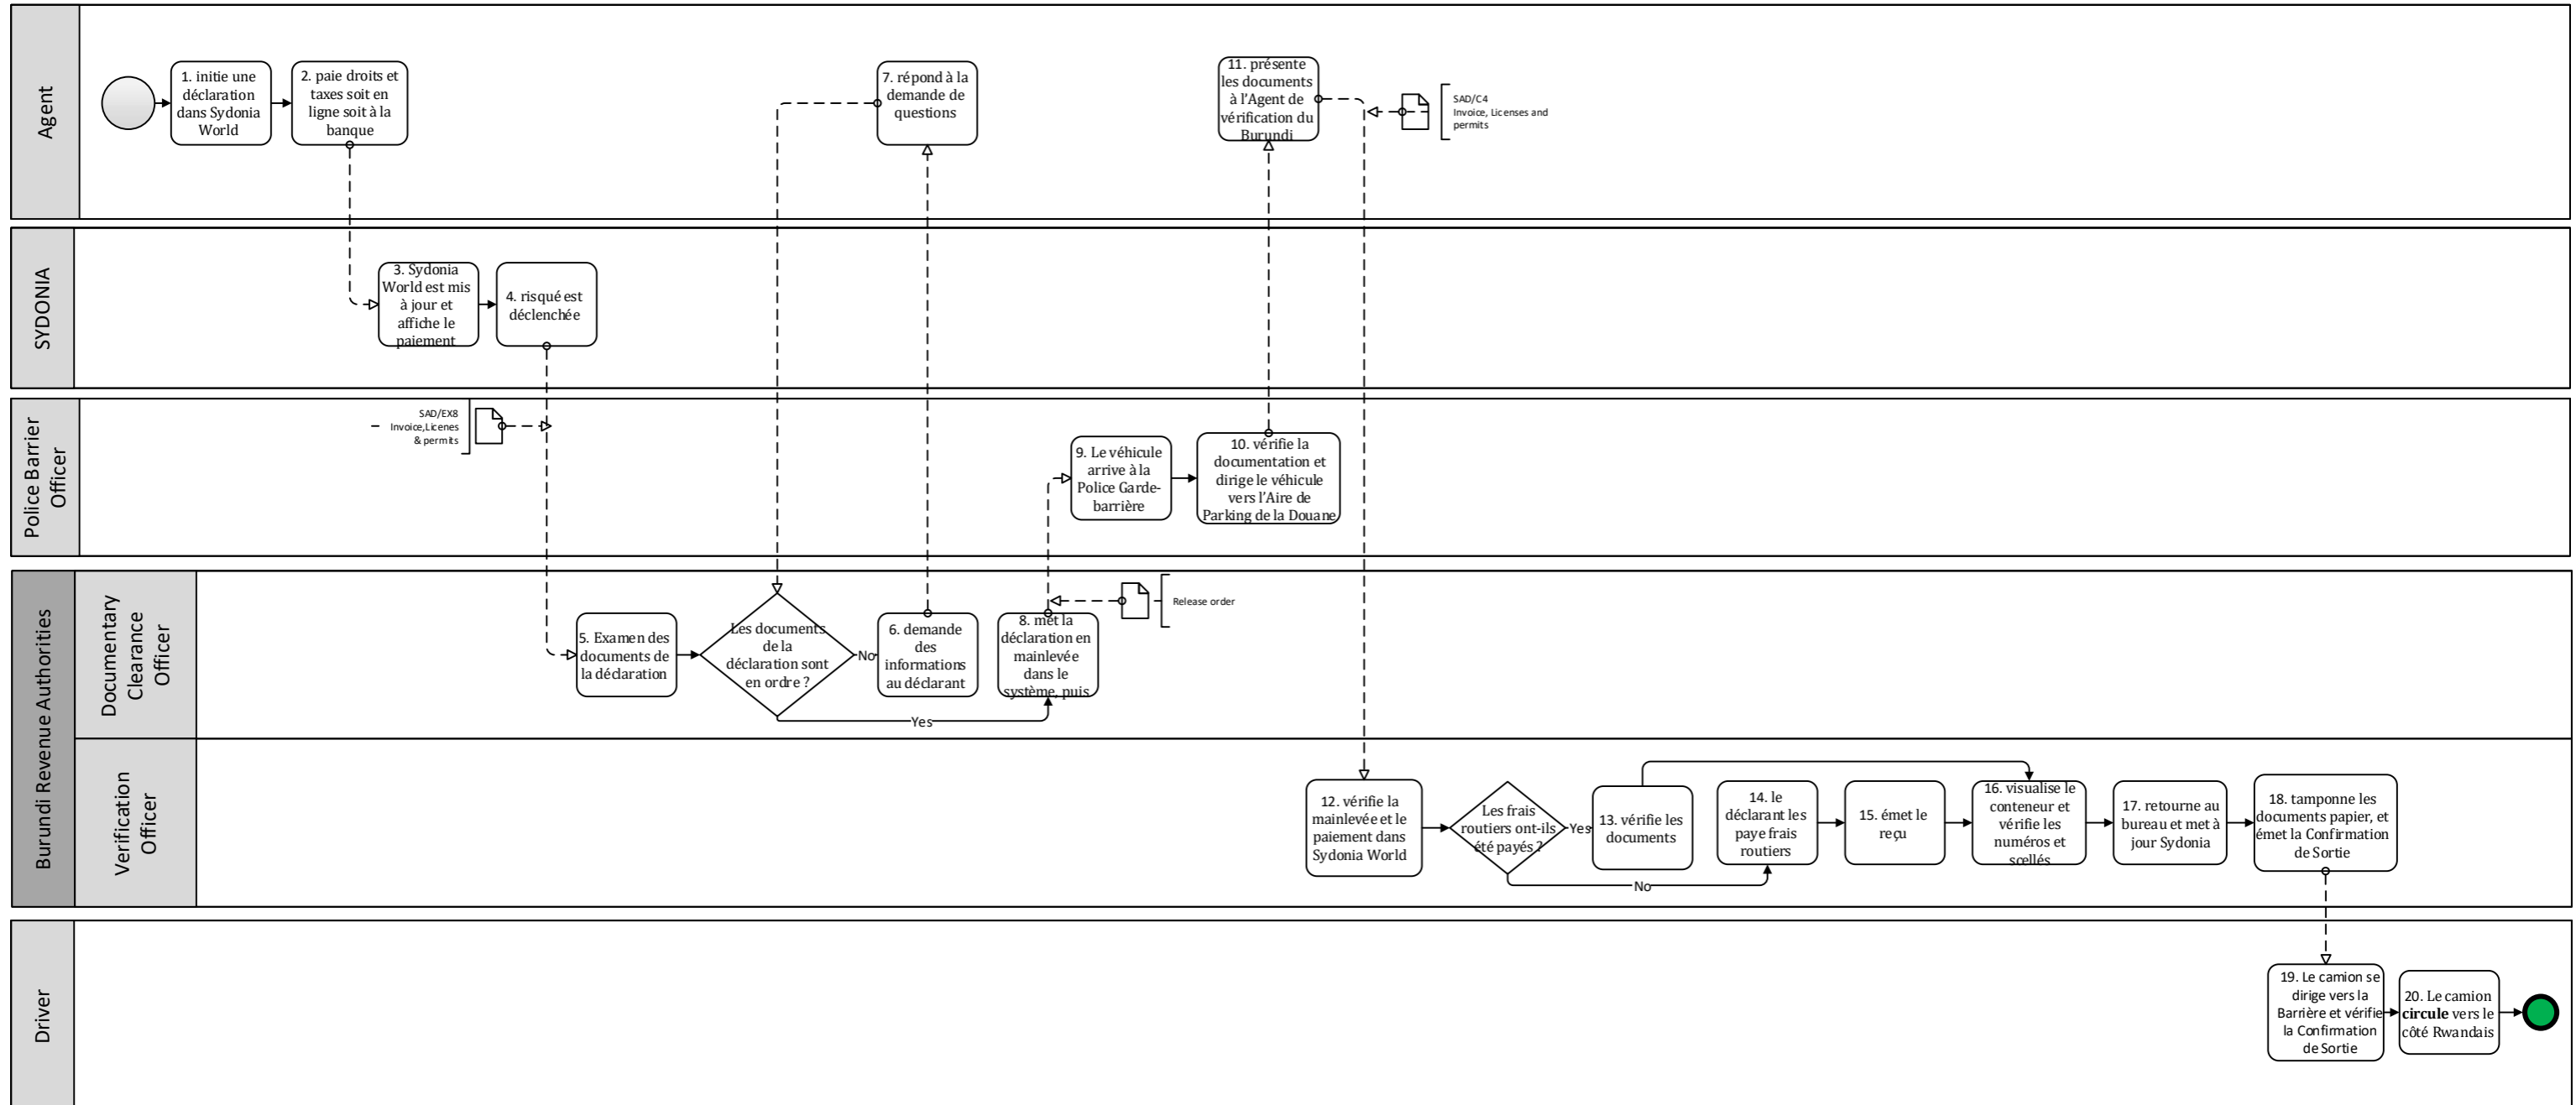 Agent
1. initie une
déclaration
dans Sydonia
World
2. paie droits et
taxes soit en
ligne soit à la
banque
7. répond à la
demande de
questions
11. présente
les documents
à l'Agent de
vérification du
Burundi
SAD/C4
Invoice, Licenses and
permits
SYDONIA
3. Sydonia
World est mis
à jour et
affiche le
paiement
4. risqué est
déclenchée
Police Barrier
Officer
SAD/EX8
Invoice,Licenes
& permits
9. Le véhicule
arrive à la
Police Garde-
barrière
10. vérifie la
documentation et
dirige le véhicule
vers l'Aire de
Parking de la Douane
Burundi Revenue Authorities
Documentary
Clearance
Officer
5. Examen des
documents de
la déclaration
Les documents
de la
déclaration sont
en ordre ?
No
Yes
6. demande
des
informations
au déclarant
8. met la
déclaration en
mainlevée
dans le
système, puis
Release order
Verification
Officer
12. vérifie la
mainlevée et le
paiement dans
Sydonia World
Les frais
routiers ont-ils
été payés ?
Yes
No
13. vérifie les
documents
14. le
déclarant les
paye frais
routiers
15. émet le
reçu
16. visualise le
conteneur et
vérifie les
numéros et
scellés
17. retourne au
bureau et met à
jour Sydonia
18. tamponne les
documents papier, et
émet la Confirmation
de Sortie
Driver
19. Le camion se
dirige vers la
Barrière et vérifie
la Confirmation
de Sortie
20. Le camion
circule vers le
côté Rwandais